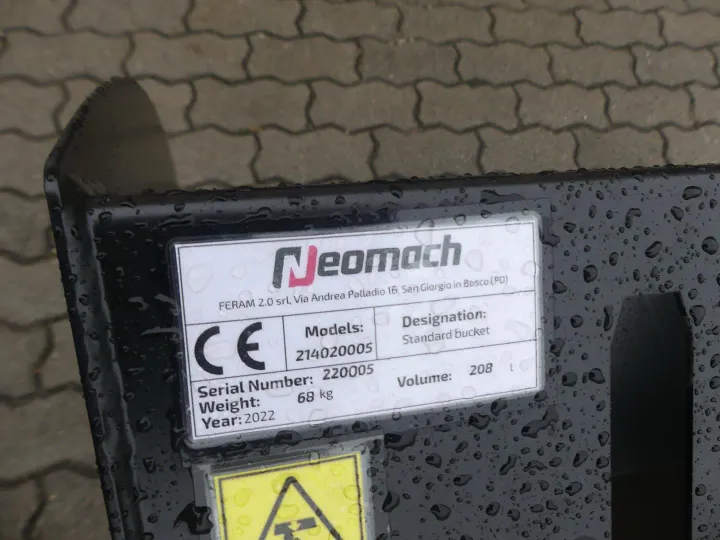 Neomach
FERAM 2.0 srl, Via Andrea Palladio 16, San Giorgio in Bosco (PD)
CE
Models:
214020005
Designation:
Standard bucket
Serial Number: 220005
Weight: 68 kg
Volume: 208 l
Year: 2022